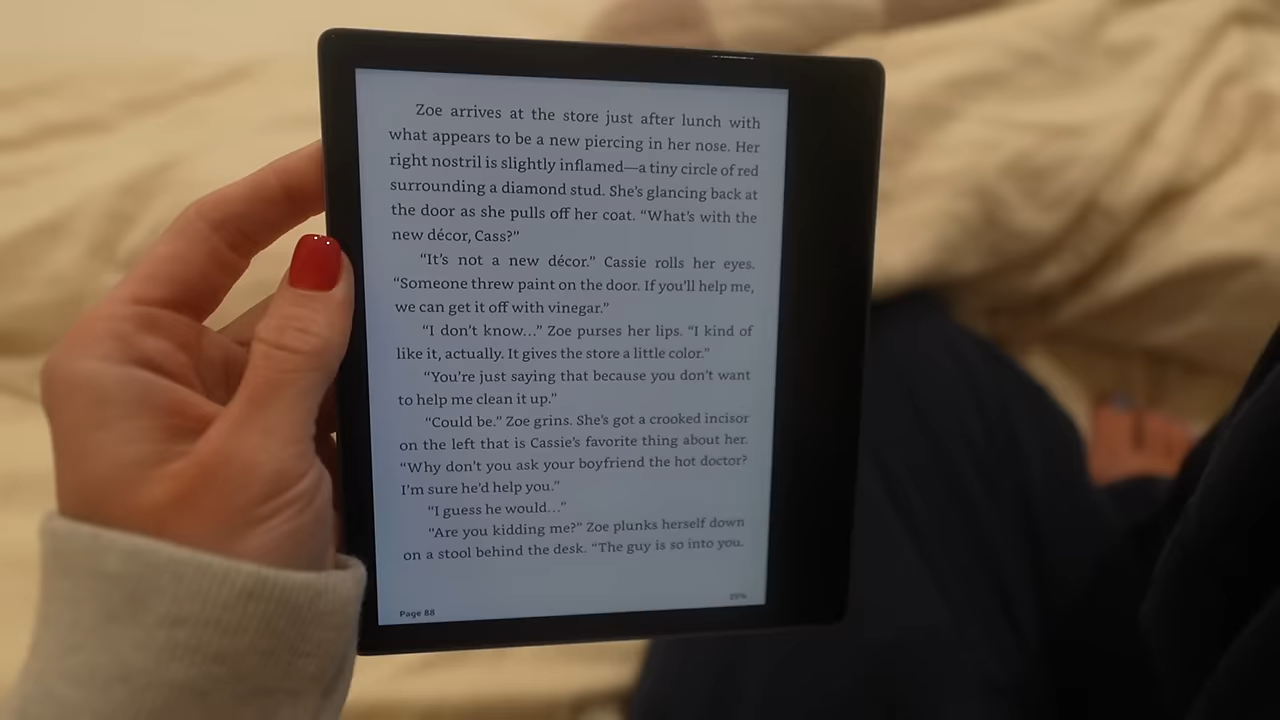 Zoe arrives at the store just after lunch with
what appears to be a new piercing in her nose. Her
right nostril is slightly inflamed—a tiny circle of red
surrounding a diamond stud. She's glancing back at
the door as she pulls off her coat. “What's with the
new décor, Cass?”
“It's not a new décor.” Cassie rolls her eyes.
“Someone threw paint on the door. If you'll help me,
we can get it off with vinegar.”
“I don't know…” Zoe purses her lips. “I kind of
like it, actually. It gives the store a little color.”
“You're just saying that because you don't want
to help me clean it up.”
“Could be.” Zoe grins. She's got a crooked incisor
on the left that is Cassie's favorite thing about her.
“Why don't you ask your boyfriend the hot doctor?
I'm sure he'd help you.”
“I guess he would…”
“Are you kidding me?” Zoe plunks herself down
on a stool behind the desk. “The guy is so into you.
Page 88